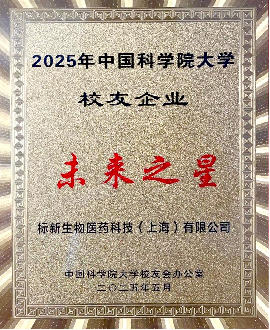 2025年中国科学院大学
校友企业
未来之星
标新生物医药科技（上海）有限公司
中国科学院大学校友会办公室
二〇二五年五月